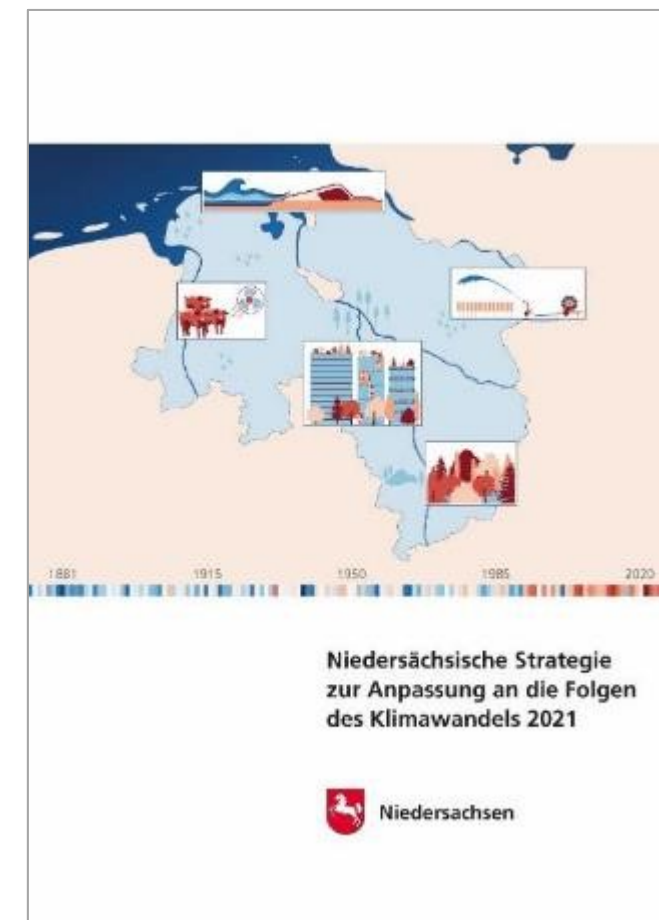 1881 1915 1950 1985 2020
Niedersächsische Strategie
zur Anpassung an die Folgen
des Klimawandels 2021
Niedersachsen